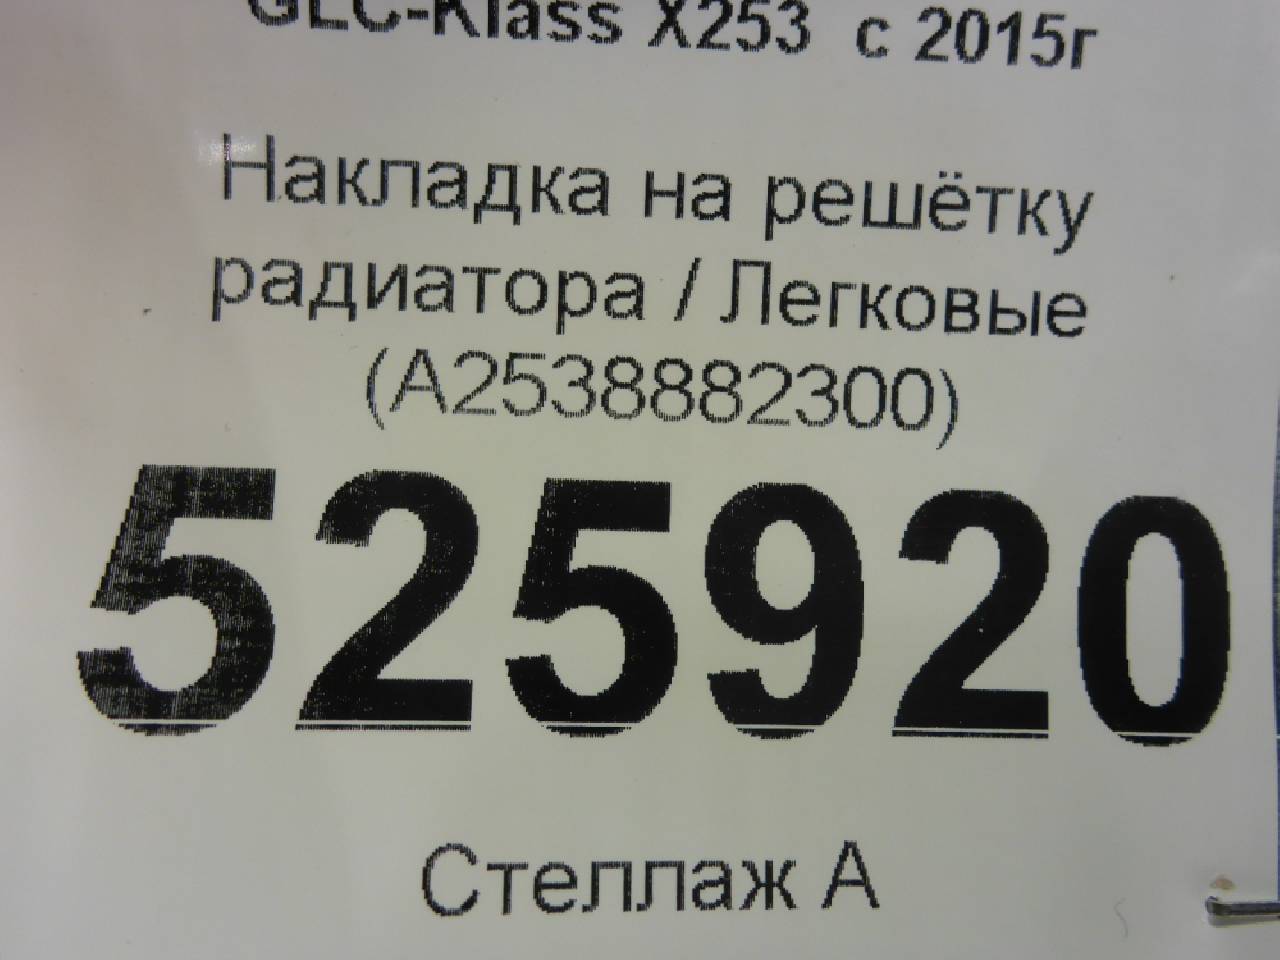 GLC-Klass X253 с 2015г
Накладка на решётку
радиатора / Легковые
(A2538882300)
525920
Стеллаж А